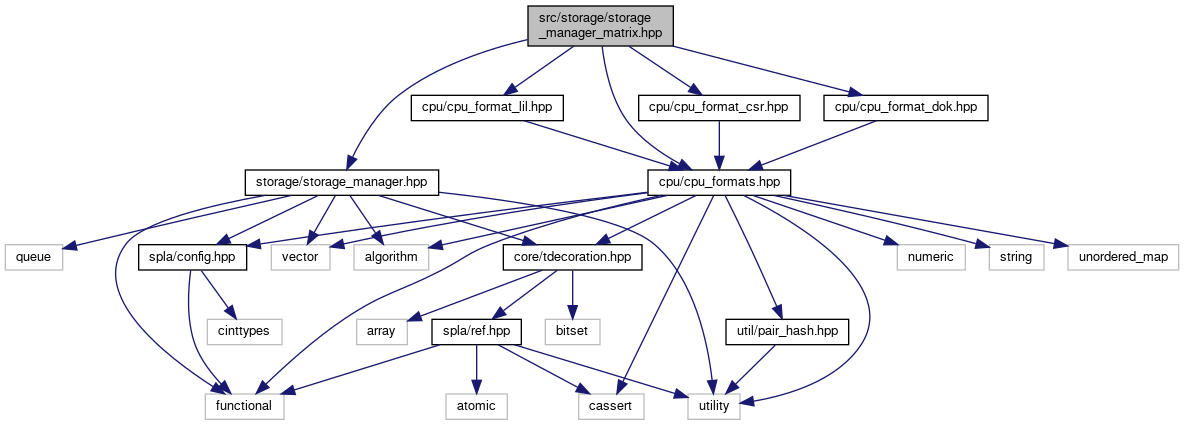 src/storage/storage
_manager_matrix.hpp
cpu/cpu_format_lil.hpp
cpu/cpu_format_csr.hpp
cpu/cpu_format_dok.hpp
storage/storage_manager.hpp
cpu/cpu_formats.hpp
queue
spla/config.hpp
vector
algorithm
core/tdecoration.hpp
numeric
string
unordered_map
cinttypes
array
spla/ref.hpp
bitset
util/pair_hash.hpp
functional
atomic
cassert
utility